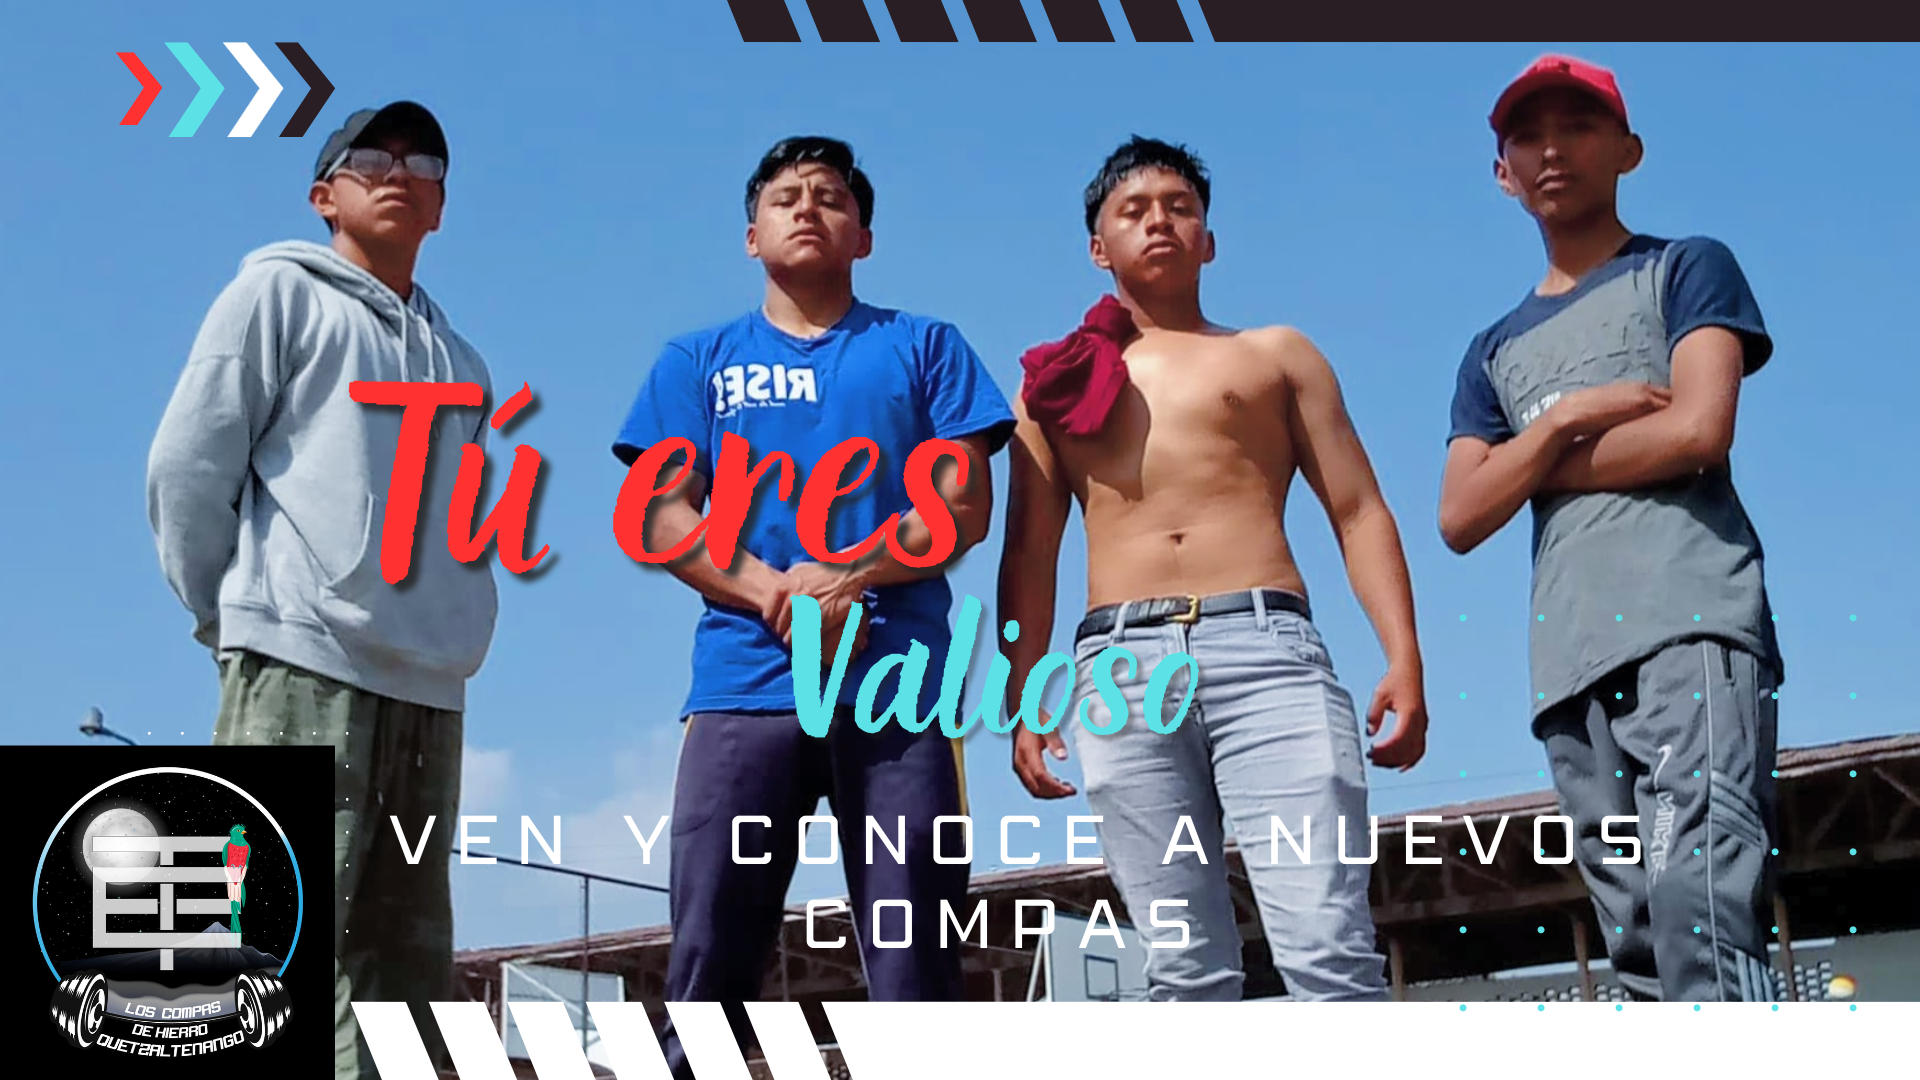 RISE!
Tú eres
Valioso
VEN Y CONOCE A NUEVOS
COMPAS
LOS COMPAS
DE HIERRO
QUETZALTENANGO